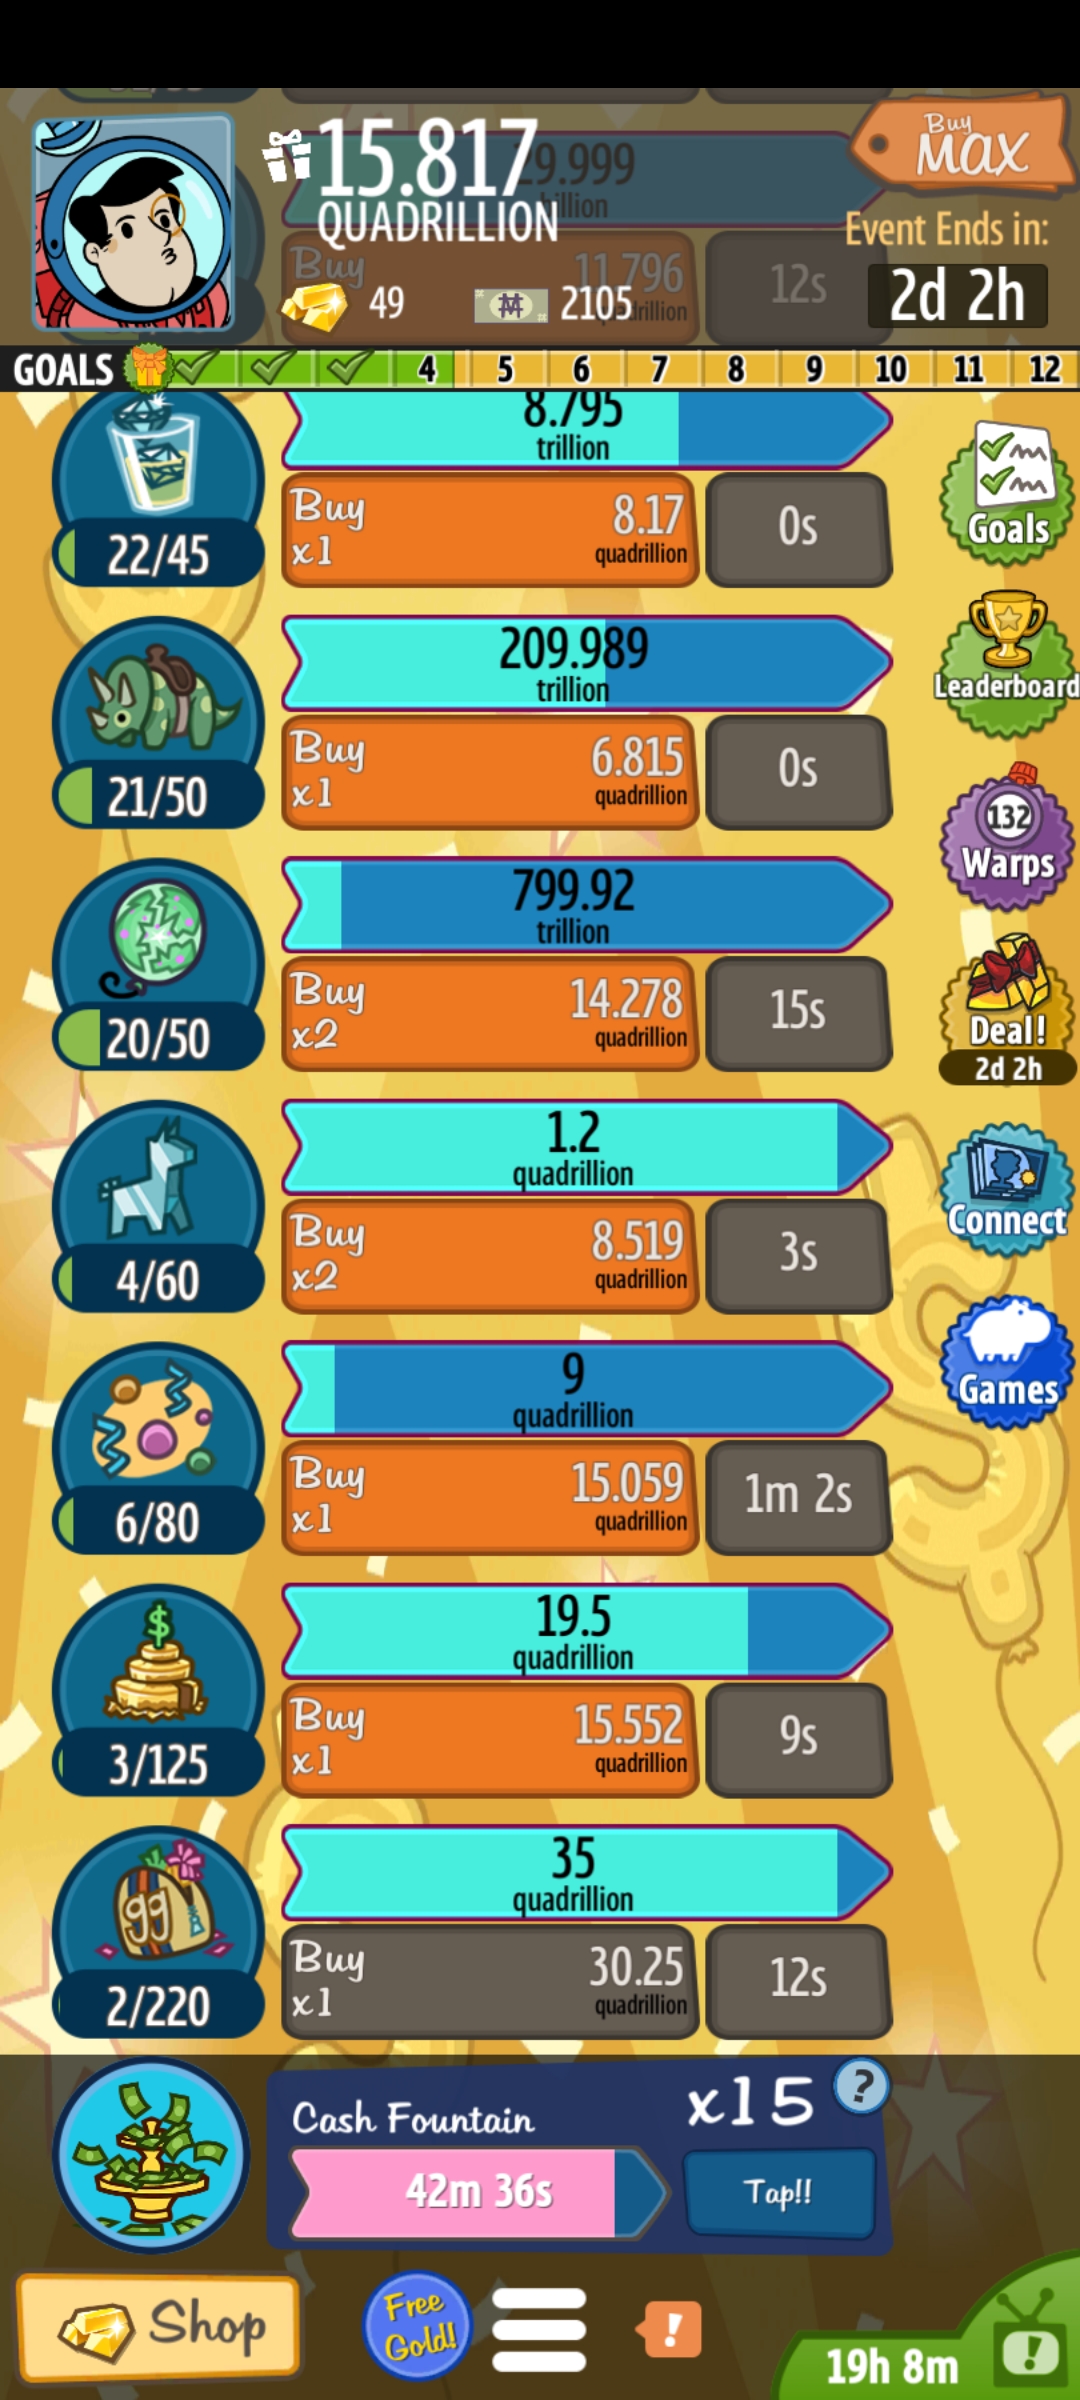 15.817
QUADRILLION
49
2105
29.999
Buy
11.796
12s
Buy
MAX
Event Ends in:
2d 2h
GOALS
4 5 6 7 8 9 10 11 12
8.795
trillion
22/45
Buy
x1
8.17
quadrillion
0s
Goals
209.989
trillion
21/50
Buy
x1
6.815
quadrillion
0s
Leaderboard
799.92
trillion
20/50
Buy
x2
14.278
quadrillion
15s
132
Warps
Deal!
2d 2h
1.2
quadrillion
4/60
Buy
x2
8.519
quadrillion
3s
Connect
9
quadrillion
6/80
Buy
x1
15.059
quadrillion
1m 2s
Games
19.5
quadrillion
$
3/125
Buy
x1
15.552
quadrillion
9s
35
quadrillion
99
2/220
Buy
x1
30.25
quadrillion
12s
Cash Fountain
x15
?
42m 36s
Tap!!
Shop
Free
Gold!
!
19h 8m
!